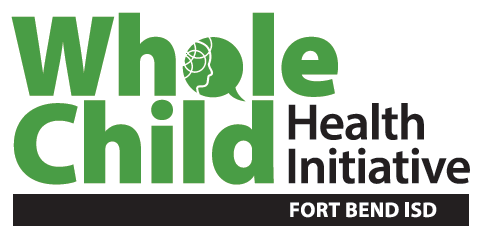 Whole
Child Health
Initiative
FORT BEND ISD